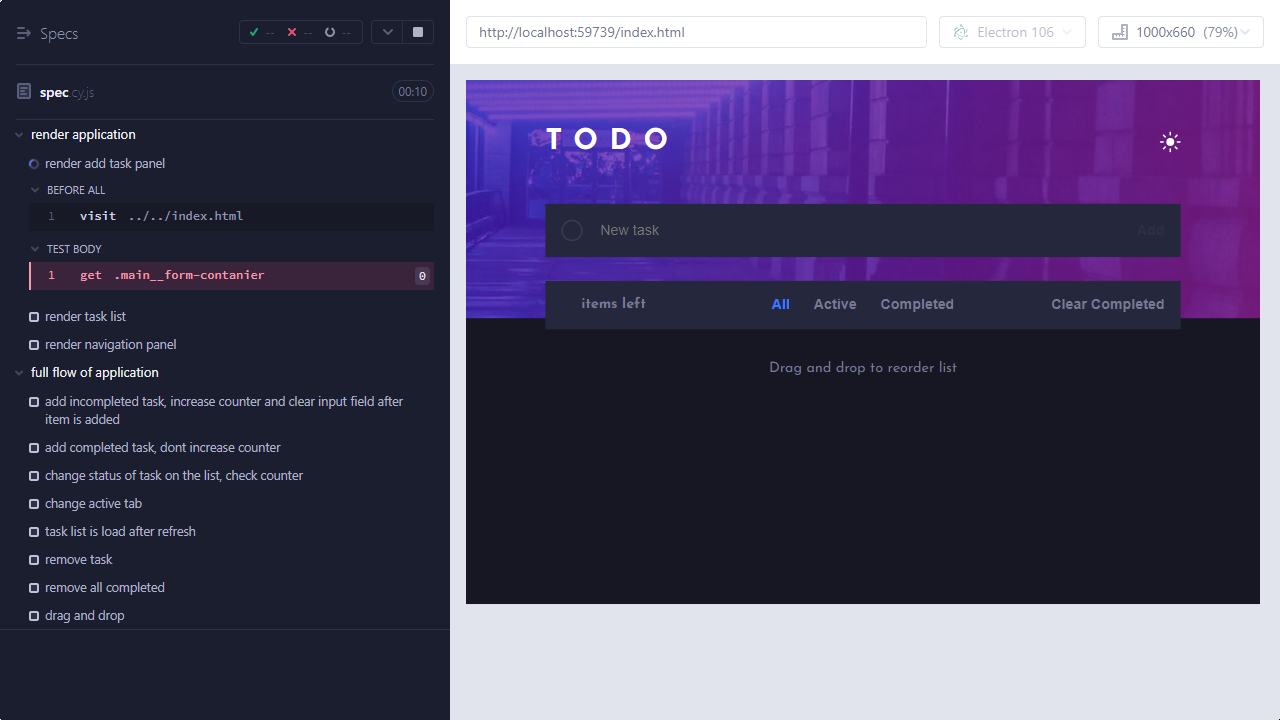 Specs
-- -- --
spec.cy.js
00:10
render application
render add task panel
BEFORE ALL
1 visit ../../index.html
TEST BODY
1 get .main__form-contanier 0
render task list
render navigation panel
full flow of application
add incompleted task, increase counter and clear input field after
item is added
add completed task, dont increase counter
change status of task on the list, check counter
change active tab
task list is load after refresh
remove task
remove all completed
drag and drop
http://localhost:59739/index.html
Electron 106
1000x660 (79%)
TODO
New task
Add
items left
All
Active
Completed
Clear Completed
Drag and drop to reorder list